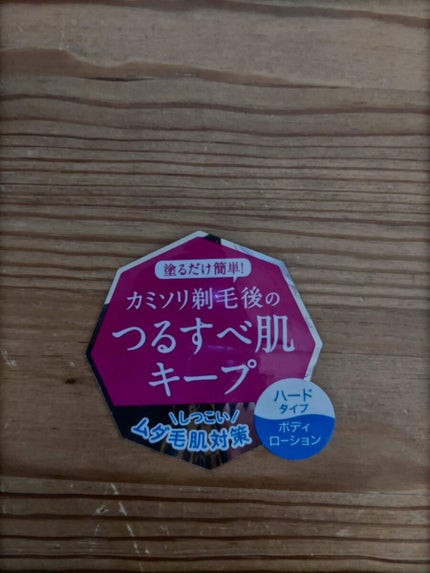 塗るだけ簡単!
カミソリ剃毛後の
つるすべ肌
キープ
\しつこい/
ムダ毛肌対策
ハード
タイプ
ボディ
ローション